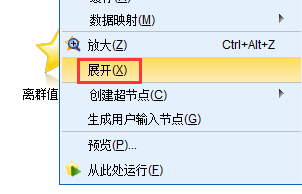 数据映射(M)
放大(Z) Ctrl+Alt+Z
展开(X)
离群值
创建超节点(C)
生成用户输入节点(G)
预览(P)...
从此处运行(F)